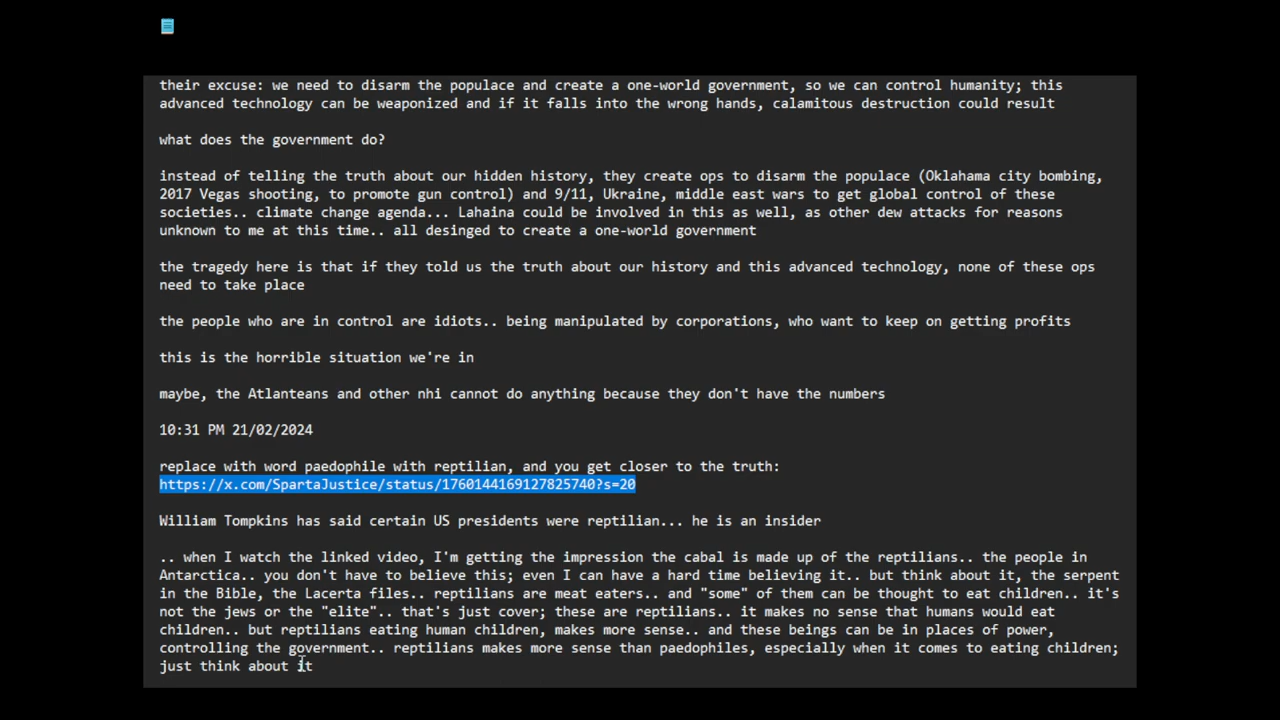 their excuse: we need to disarm the populace and create a one-world government, so we can control humanity; this
advanced technology can be weaponized and if it falls into the wrong hands, calamitous destruction could result
what does the government do?
instead of telling the truth about our hidden history, they create ops to disarm the populace (Oklahoma city bombing,
2017 Vegas shooting, to promote gun control) and 9/11, Ukraine, middle east wars to get global control of these
societies.. climate change agenda... Lahaina could be involved in this as well, as other dew attacks for reasons
unknown to me at this time.. all desinged to create a one-world government
the tragedy here is that if they told us the truth about our history and this advanced technology, none of these ops
need to take place
the people who are in control are idiots.. being manipulated by corporations, who want to keep on getting profits
this is the horrible situation we're in
maybe, the Atlanteans and other nhi cannot do anything because they don't have the numbers
10:31 PM 21/02/2024
replace with word paedophile with reptilian, and you get closer to the truth:
https://x.com/SpartaJustice/status/1760144169127825740?s=20
William Tompkins has said certain US presidents were reptilian... he is an insider
.. when I watch the linked video, I'm getting the impression the cabal is made up of the reptilians.. the people in
Antarctica.. you don't have to believe this; even I can have a hard time believing it.. but think about it, the serpent
in the Bible, the Lacerta files.. reptilians are meat eaters.. and "some" of them can be thought to eat children.. it's
not the jews or the "elite".. that's just cover; these are reptilians.. it makes no sense that humans would eat
children.. but reptilians eating human children, makes more sense.. and these beings can be in places of power,
controlling the government.. reptilians makes more sense than paedophiles, especially when it comes to eating children;
just think about it